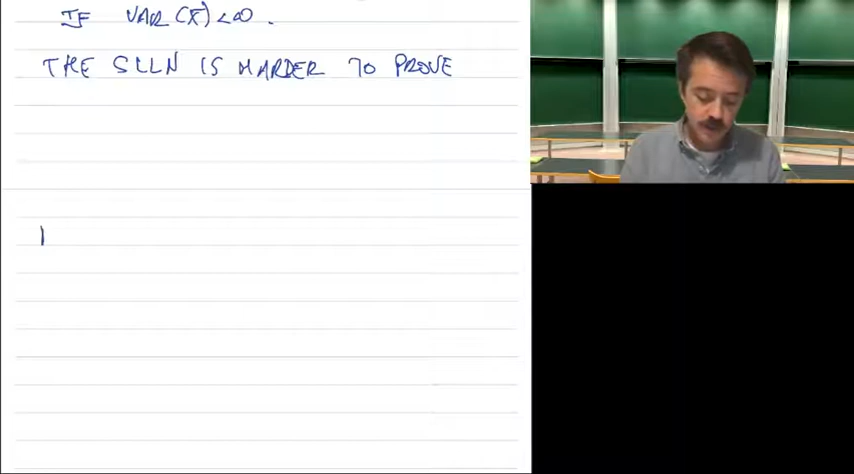 IF VAR(X) < ∞ .
THE SLLN IS HARDER TO PROVE